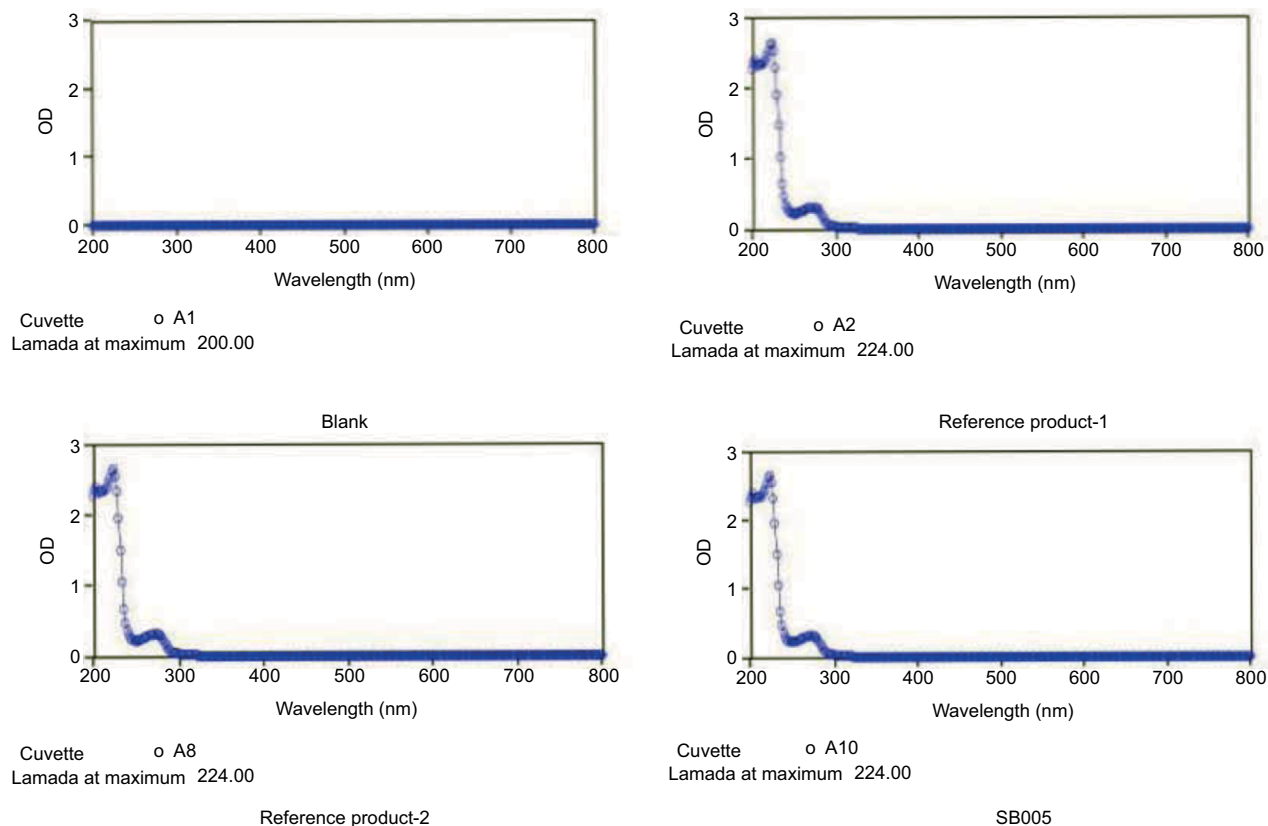 3
2
1
0
OD
200 300 400 500 600 700 800
Wavelength (nm)
Cuvette o A1
Lamada at maximum 200.00
Blank
3
2
1
0
OD
200 300 400 500 600 700 800
Wavelength (nm)
Cuvette o A2
Lamada at maximum 224.00
Reference product-1
3
2
1
0
OD
200 300 400 500 600 700 800
Wavelength (nm)
Cuvette o A8
Lamada at maximum 224.00
Reference product-2
3
2
1
0
OD
200 300 400 500 600 700 800
Wavelength (nm)
Cuvette o A10
Lamada at maximum 224.00
SB005